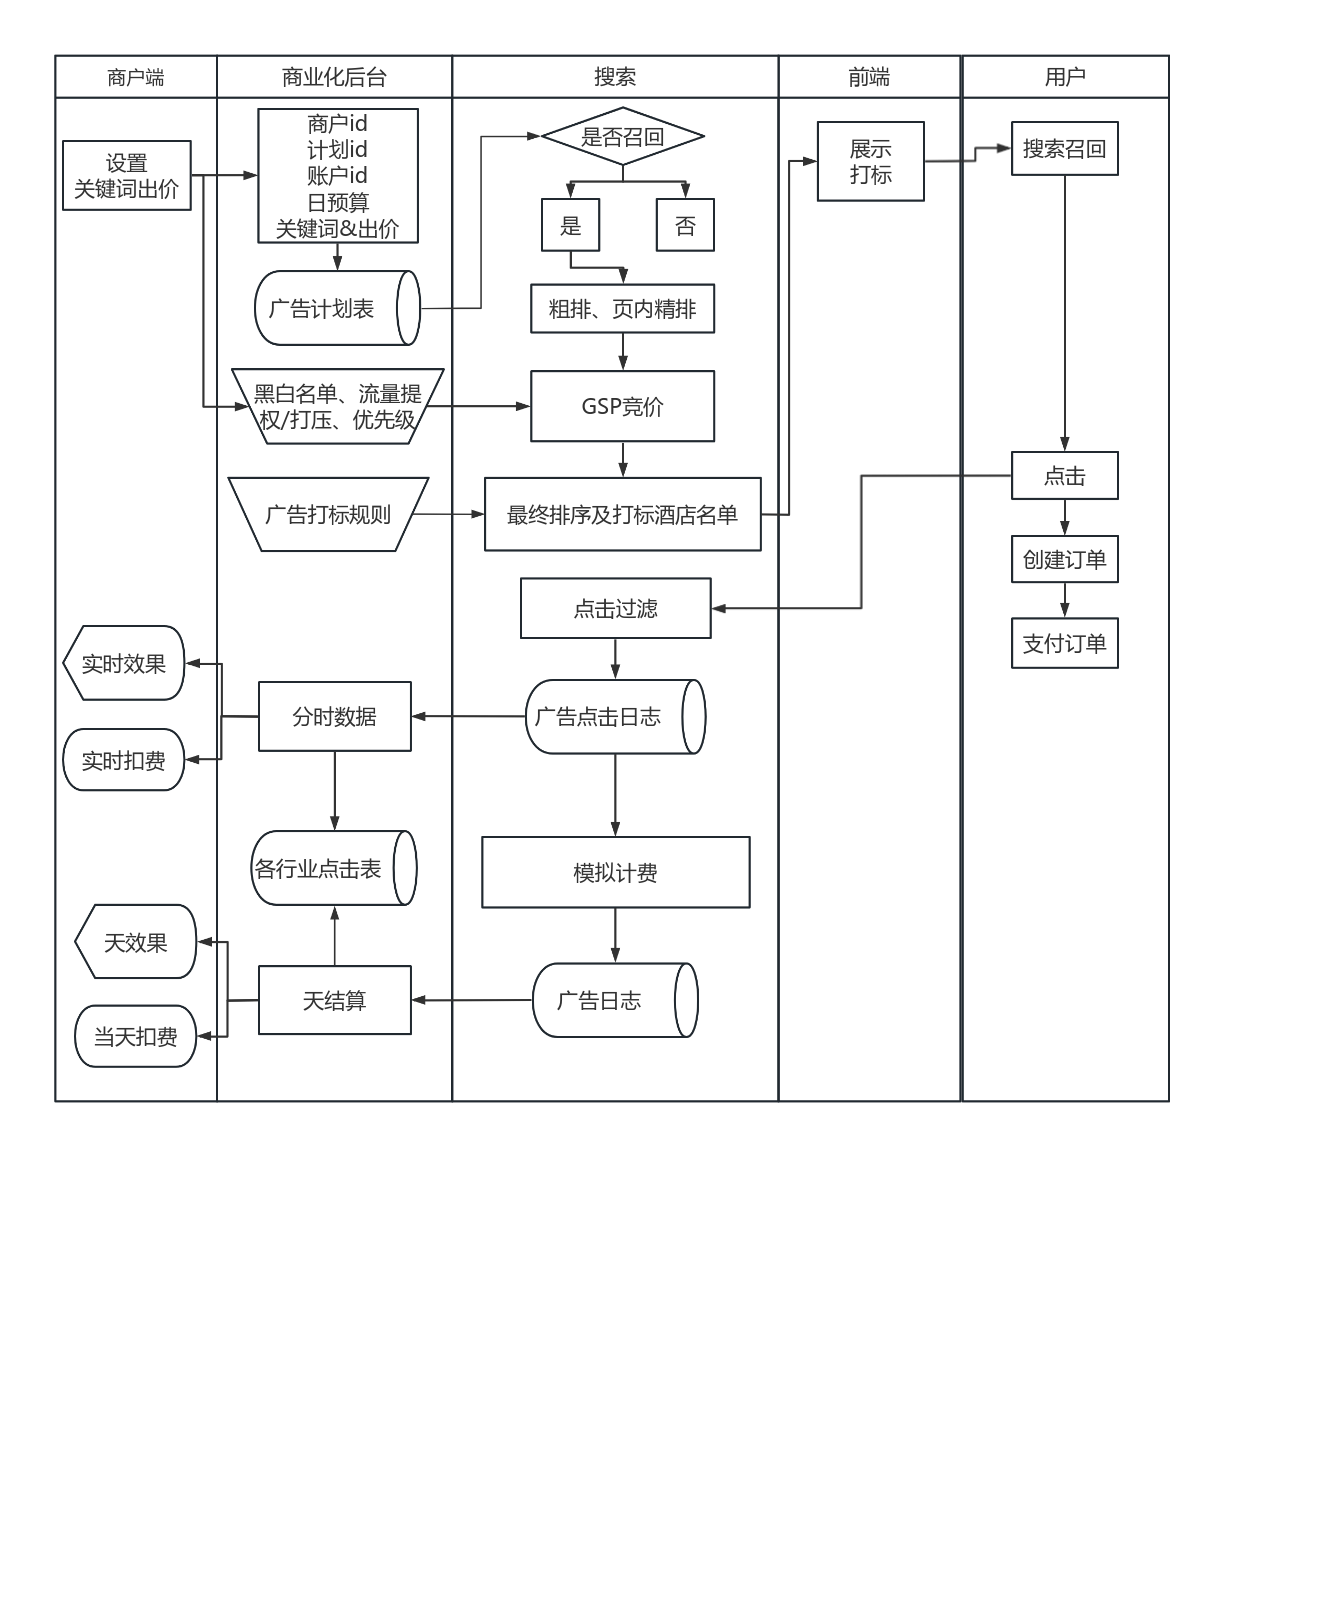 商户端
商业化后台
搜索
前端
用户
设置
关键词出价
商户id
计划id
账户id
日预算
关键词&出价
广告计划表
黑白名单、流量提
权/打压、优先级
广告打标规则
是否召回
是
否
粗排、页内精排
GSP竞价
最终排序及打标酒店名单
展示
打标
搜索召回
点击
创建订单
支付订单
点击过滤
广告点击日志
模拟计费
广告日志
分时数据
各行业点击表
天结算
实时效果
实时扣费
天效果
当天扣费